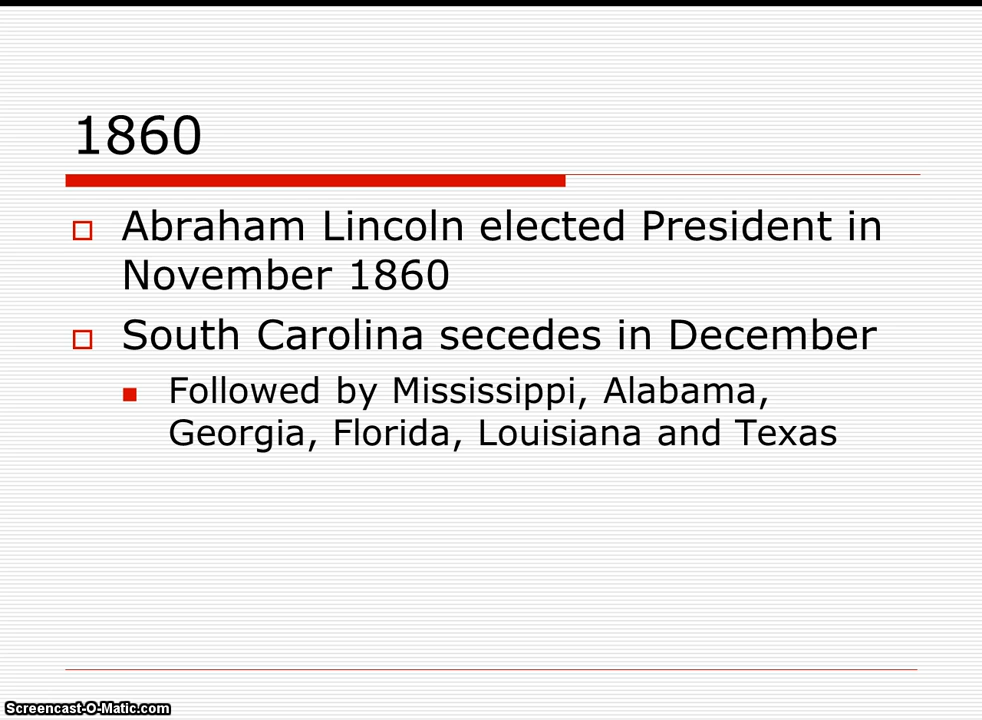 1860
Abraham Lincoln elected President in
November 1860
South Carolina secedes in December
Followed by Mississippi, Alabama,
Georgia, Florida, Louisiana and Texas
Screencast-O-Matic.com